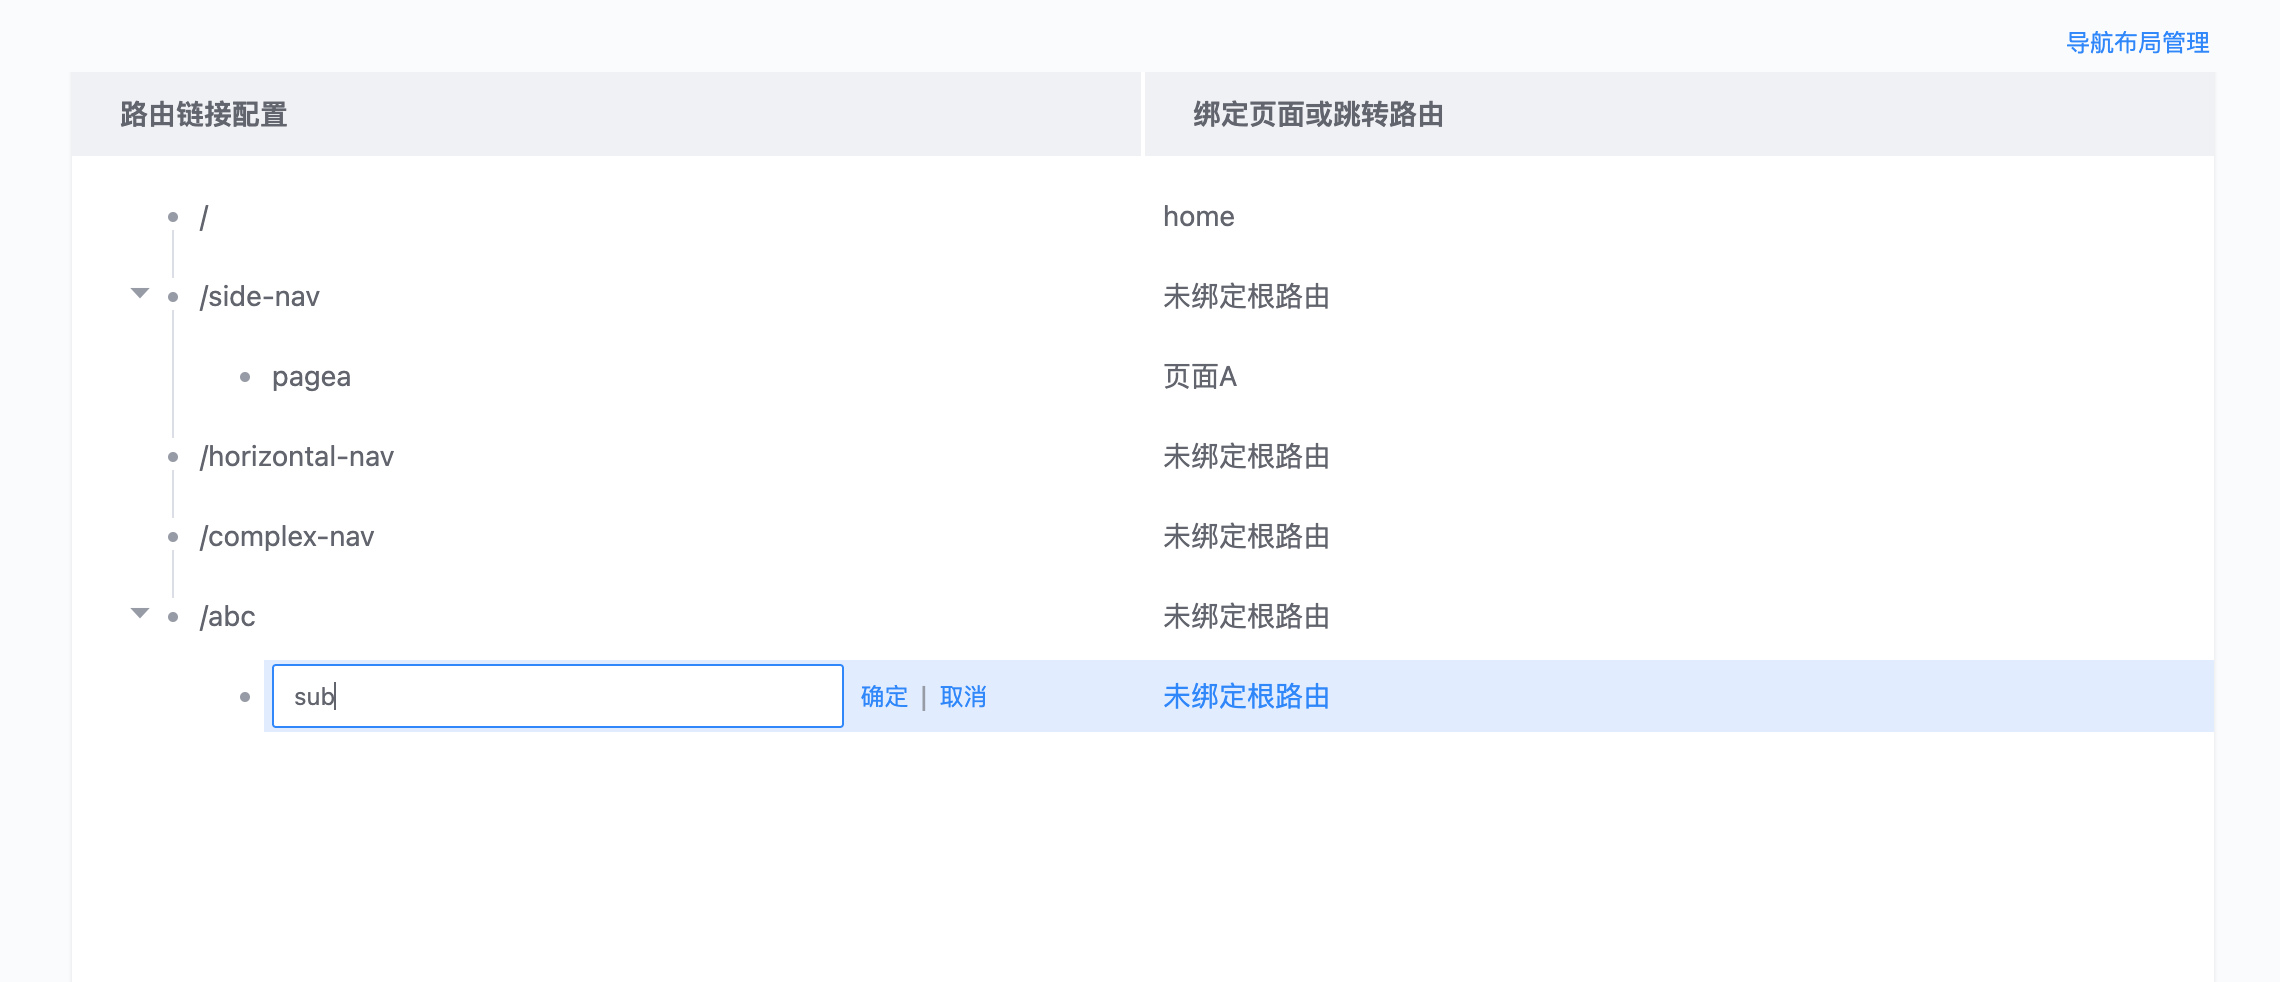 导航布局管理
路由链接配置 绑定页面或跳转路由
/ home
/side-nav 未绑定根路由
pagea 页面A
/horizontal-nav 未绑定根路由
/complex-nav 未绑定根路由
/abc 未绑定根路由
sub 确定 | 取消 未绑定根路由